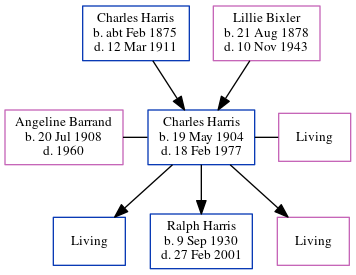 Charles Harris
b. abt Feb 1875
d. 12 Mar 1911
Lillie Bixler
b. 21 Aug 1878
d. 10 Nov 1943
Angeline Barrand
b. 20 Jul 1908
d. 1960
Charles Harris
b. 19 May 1904
d. 18 Feb 1977
Living
Living
Ralph Harris
b. 9 Sep 1930
d. 27 Feb 2001
Living